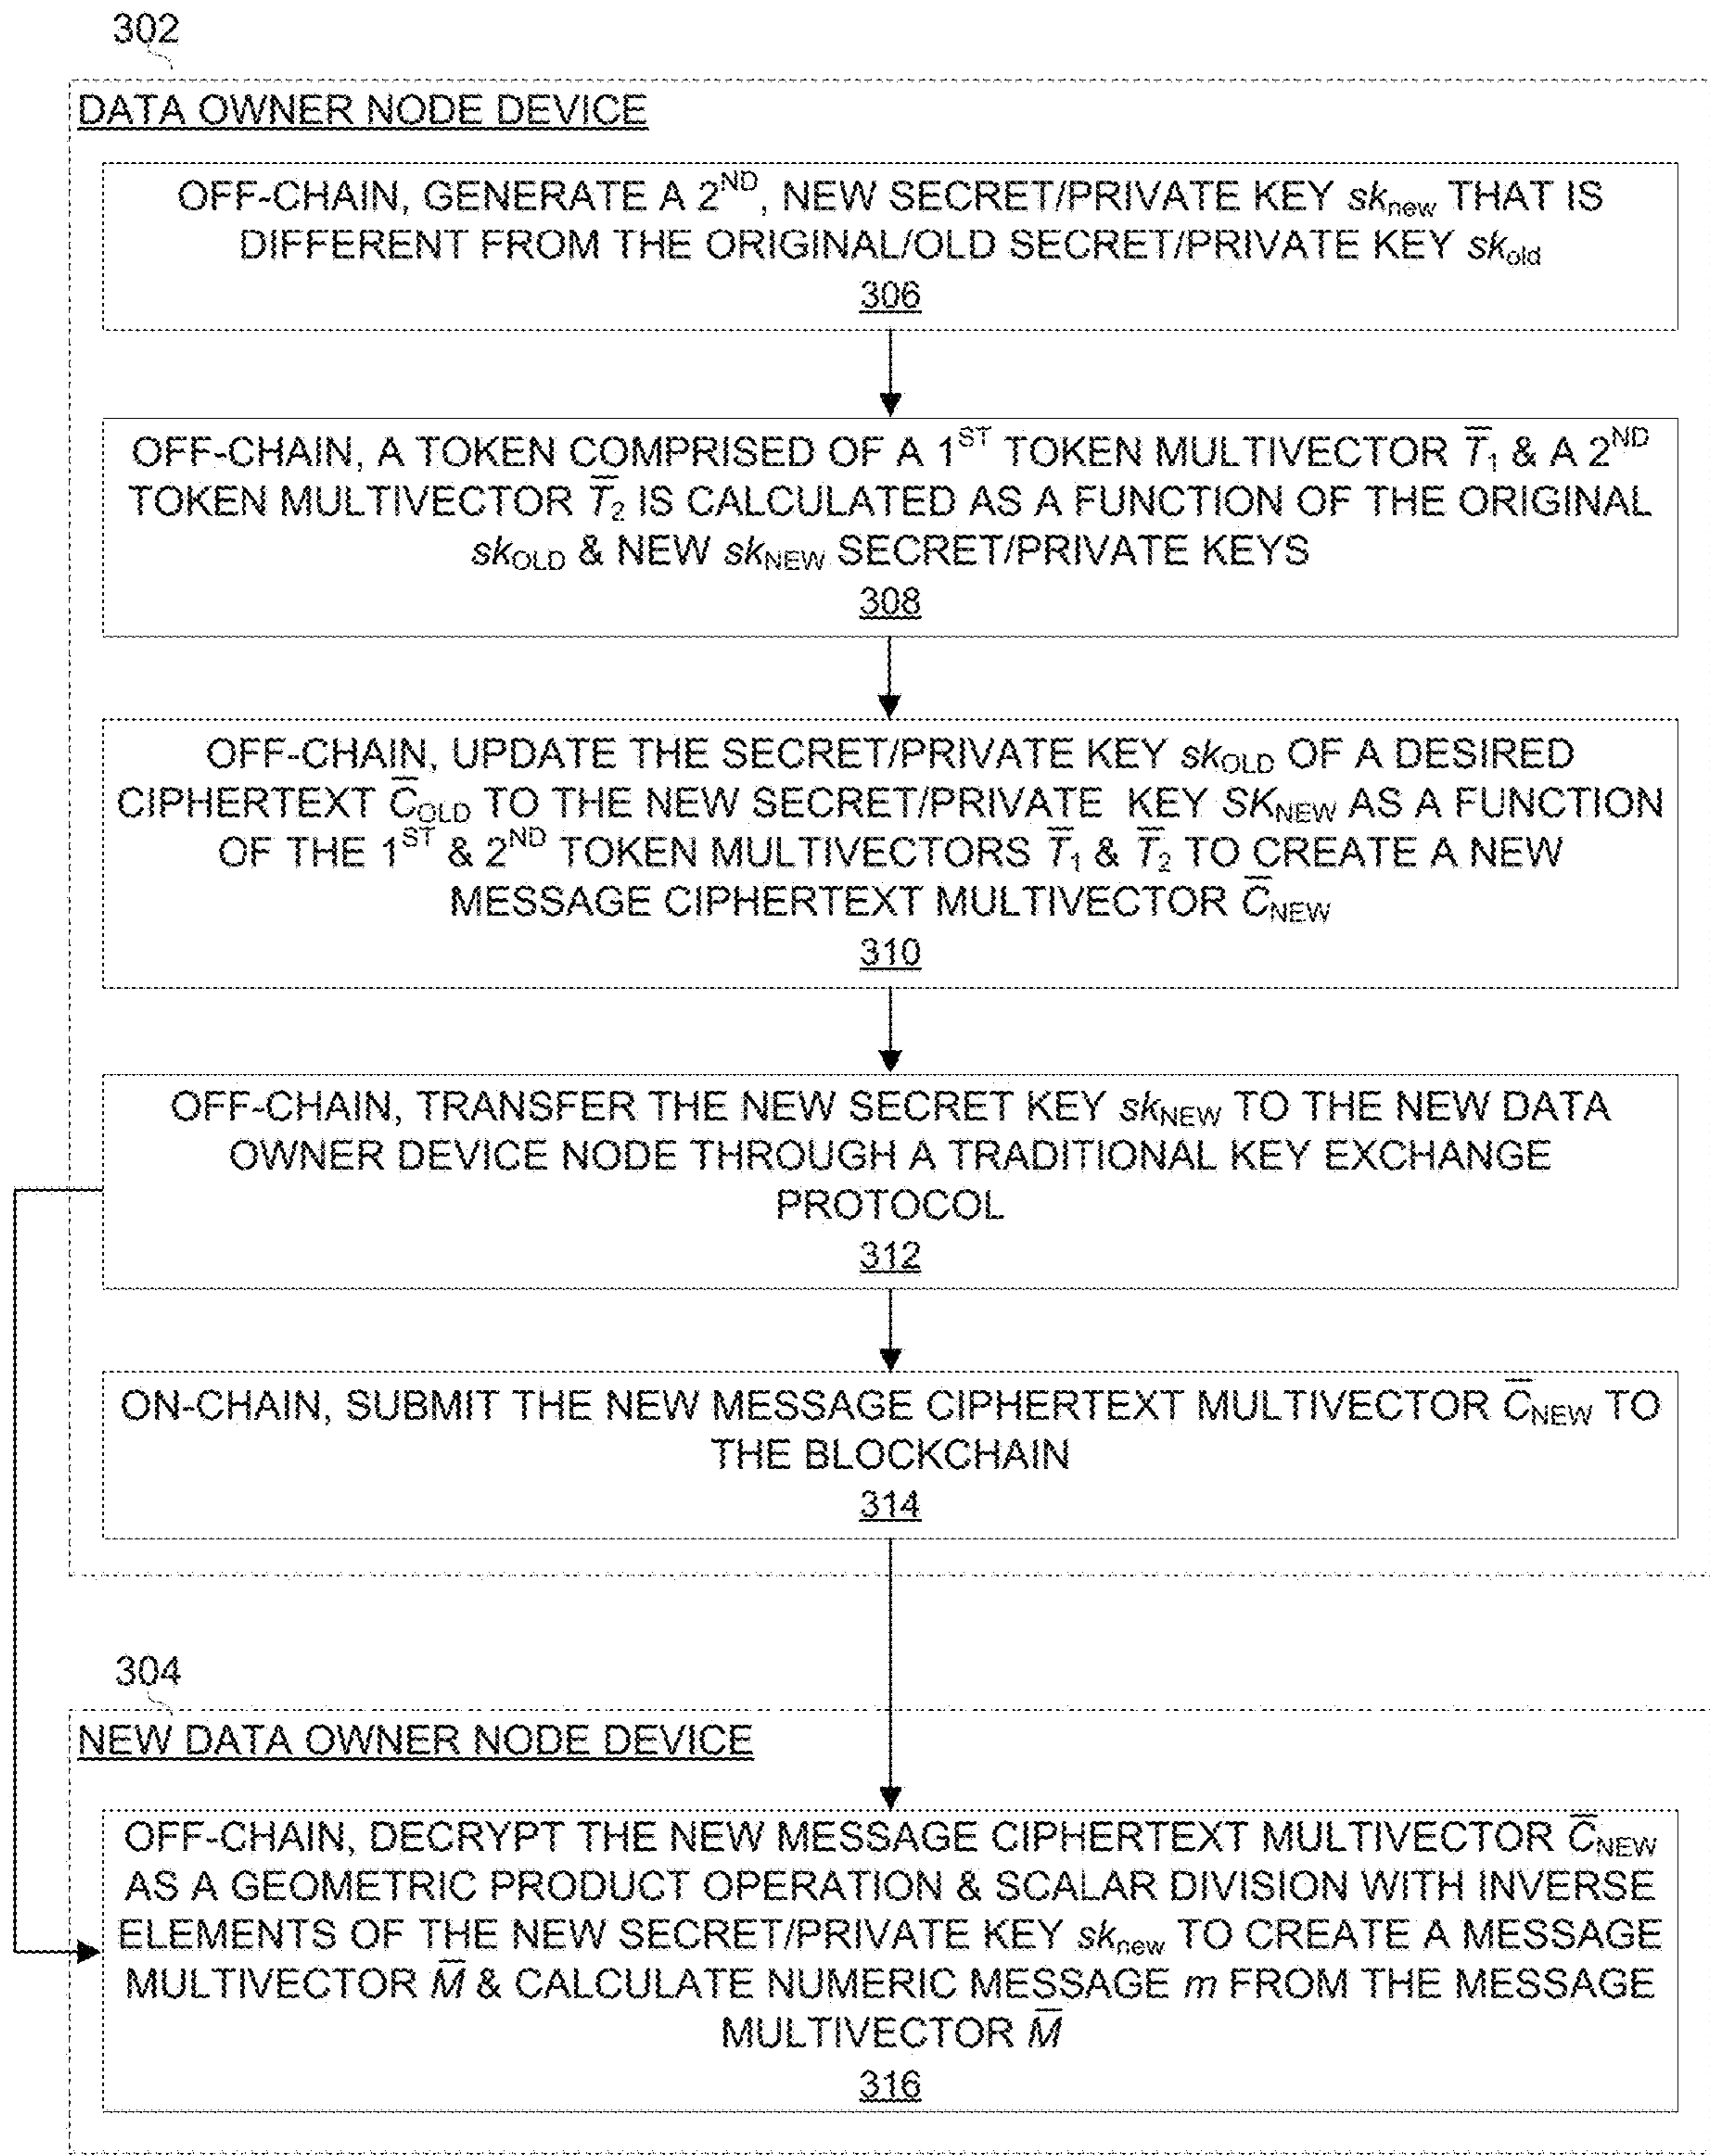 302
DATA OWNER NODE DEVICE
OFF-CHAIN, GENERATE A 2ND, NEW SECRET/PRIVATE KEY sknew THAT IS
DIFFERENT FROM THE ORIGINAL/OLD SECRET/PRIVATE KEY skold
306
OFF-CHAIN, A TOKEN COMPRISED OF A 1ST TOKEN MULTIVECTOR T̅1 & A 2ND
TOKEN MULTIVECTOR T̅2 IS CALCULATED AS A FUNCTION OF THE ORIGINAL
skOLD & NEW skNEW SECRET/PRIVATE KEYS
308
OFF-CHAIN, UPDATE THE SECRET/PRIVATE KEY skOLD OF A DESIRED
CIPHERTEXT C̅OLD TO THE NEW SECRET/PRIVATE KEY SKNEW AS A FUNCTION
OF THE 1ST & 2ND TOKEN MULTIVECTORS T̅1 & T̅2 TO CREATE A NEW
MESSAGE CIPHERTEXT MULTIVECTOR C̅NEW
310
OFF-CHAIN, TRANSFER THE NEW SECRET KEY skNEW TO THE NEW DATA
OWNER DEVICE NODE THROUGH A TRADITIONAL KEY EXCHANGE
PROTOCOL
312
ON-CHAIN, SUBMIT THE NEW MESSAGE CIPHERTEXT MULTIVECTOR C̅NEW TO
THE BLOCKCHAIN
314
304
NEW DATA OWNER NODE DEVICE
OFF-CHAIN, DECRYPT THE NEW MESSAGE CIPHERTEXT MULTIVECTOR C̅NEW
AS A GEOMETRIC PRODUCT OPERATION & SCALAR DIVISION WITH INVERSE
ELEMENTS OF THE NEW SECRET/PRIVATE KEY sknew TO CREATE A MESSAGE
MULTIVECTOR M̅ & CALCULATE NUMERIC MESSAGE m FROM THE MESSAGE
MULTIVECTOR M̅
316